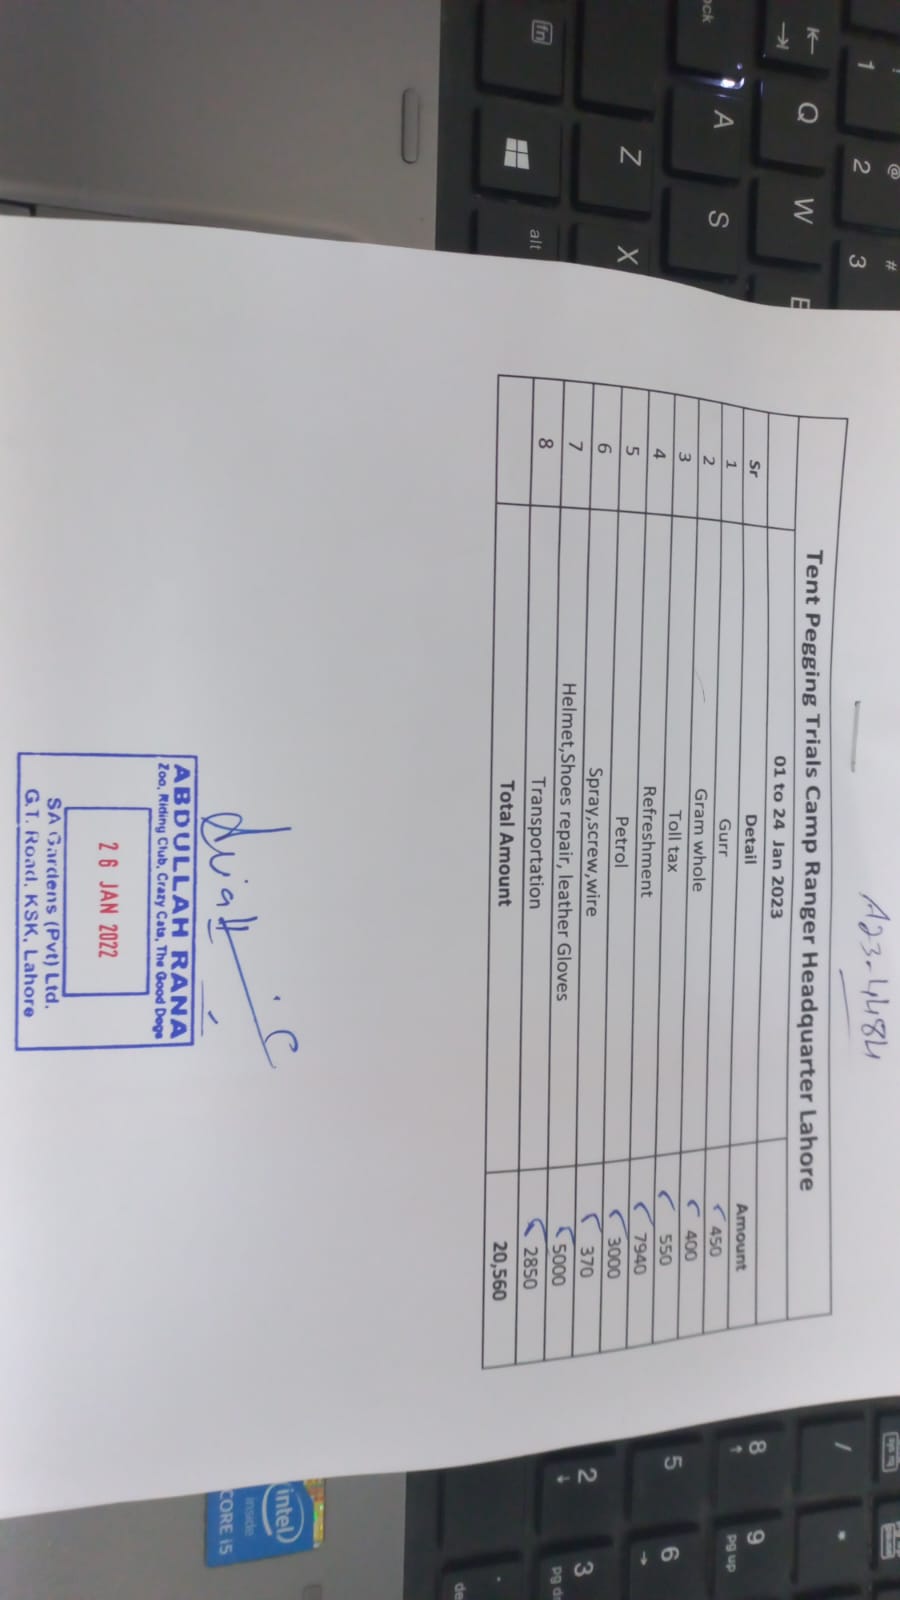 A23-4484
Tent Pegging Trials Camp Ranger Headquarter Lahore
01 to 24 Jan 2023
Sr Detail Amount
1 Gurr 450
2 Gram whole 400
3 Toll tax 550
4 Refreshment 7940
5 Petrol 3000
6 Spray,screw,wire 370
7 Helmet,Shoes repair, leather Gloves 5000
8 Transportation 2850
Total Amount 20,560
ABDULLAH RANA
Zoo, Riding Club, Crazy Cats, The Good Dogs
26 JAN 2022
SA Gardens (Pvt) Ltd.
G.T. Road, KSK, Lahore
! 1 @ 2 # 3
Q W E
ock A S
Z X
fn alt
/ *
8 9 pg up
5 6
2 3 pg d
. de
intel
inside
CORE i5